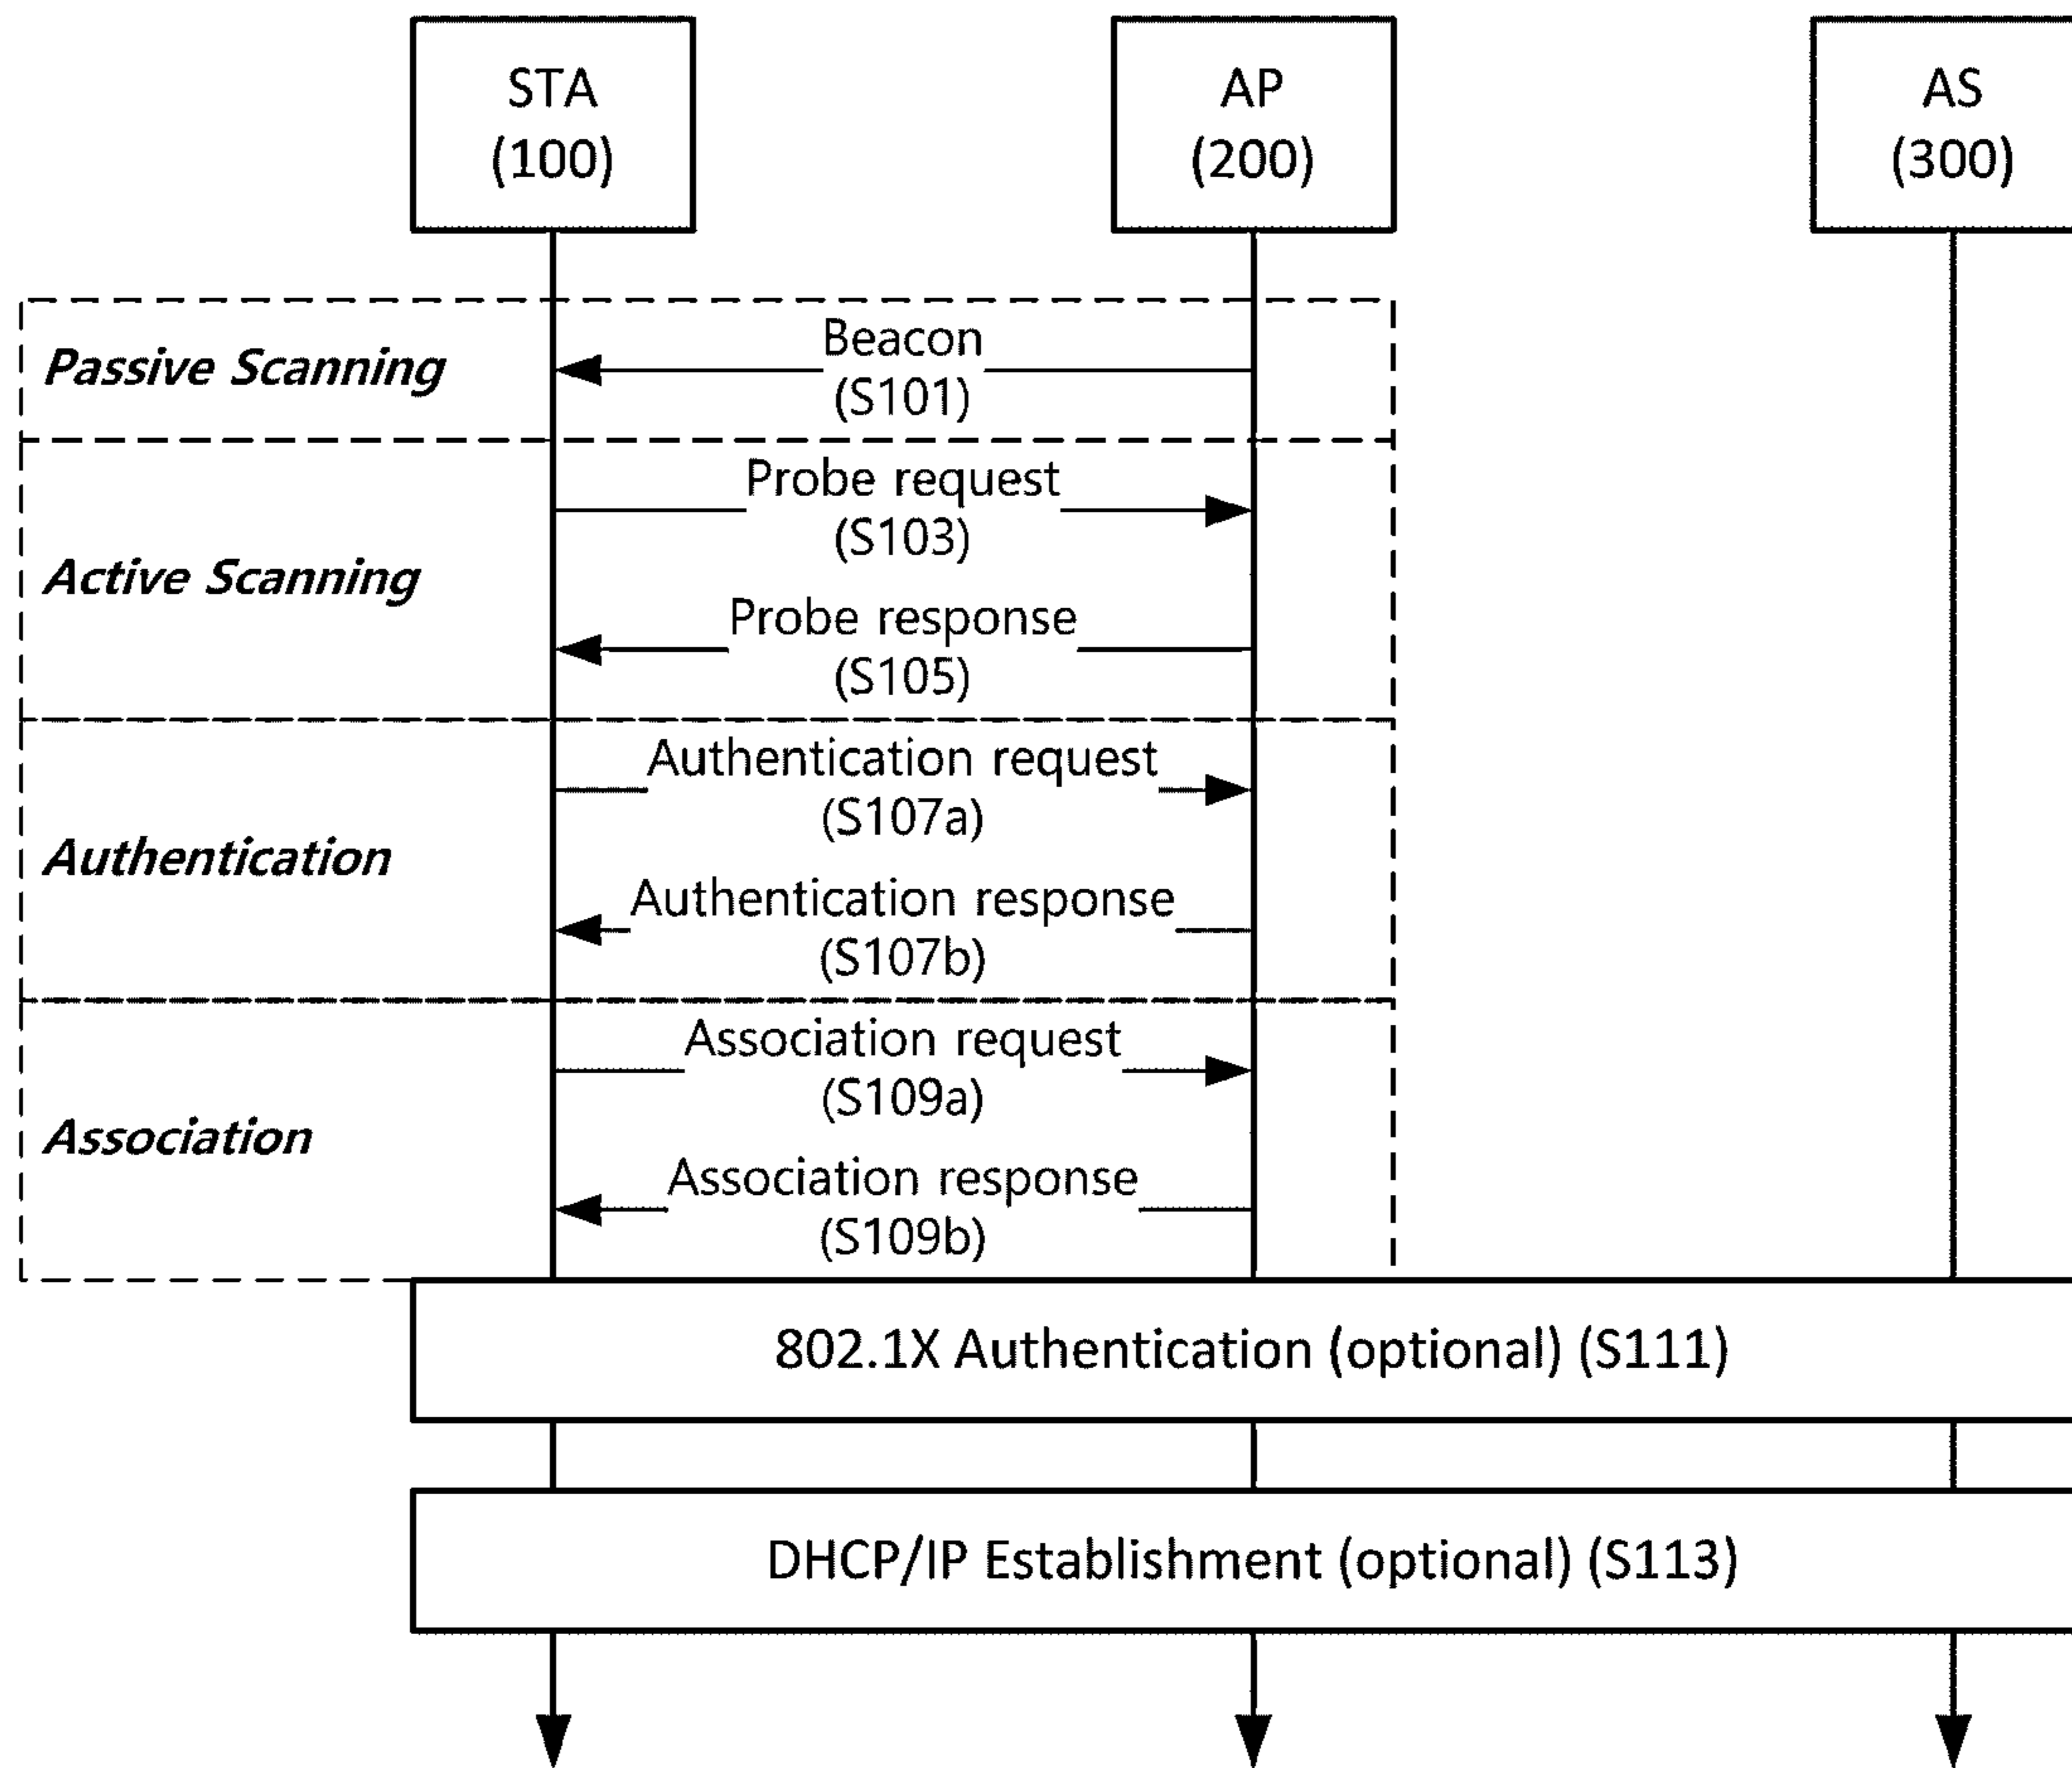 STA
(100)
AP
(200)
AS
(300)
Passive Scanning
Beacon
(S101)
Active Scanning
Probe request
(S103)
Probe response
(S105)
Authentication
Authentication request
(S107a)
Authentication response
(S107b)
Association
Association request
(S109a)
Association response
(S109b)
802.1X Authentication (optional) (S111)
DHCP/IP Establishment (optional) (S113)